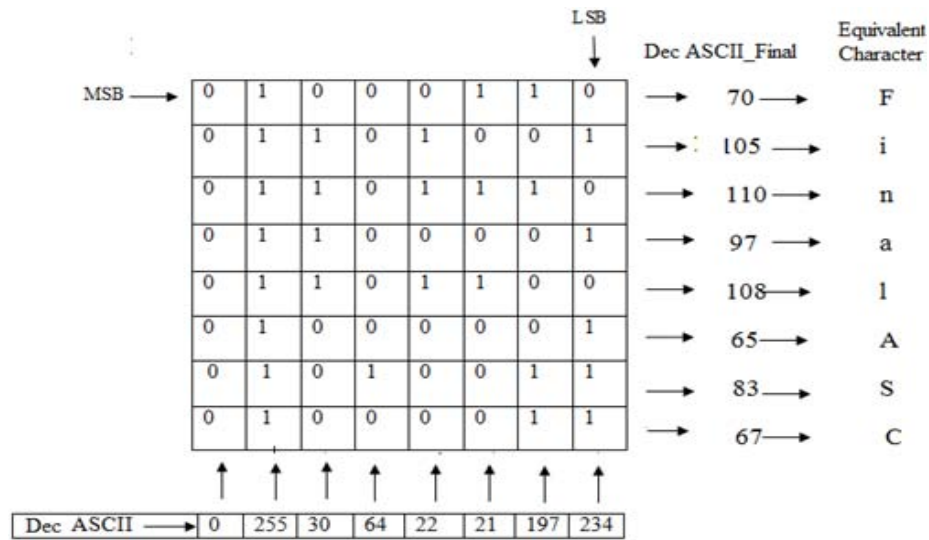 LSB
Equivalent
Dec ASCII_Final Character
MSB 0 1 0 0 0 1 1 0 70 F
0 1 1 0 1 0 0 1 105 i
0 1 1 0 1 1 1 0 110 n
0 1 1 0 0 0 0 1 97 a
0 1 1 0 1 1 0 0 108 l
0 1 0 0 0 0 0 1 65 A
0 1 0 1 0 0 1 1 83 S
0 1 0 0 0 0 1 1 67 C
Dec ASCII 0 255 30 64 22 21 197 234